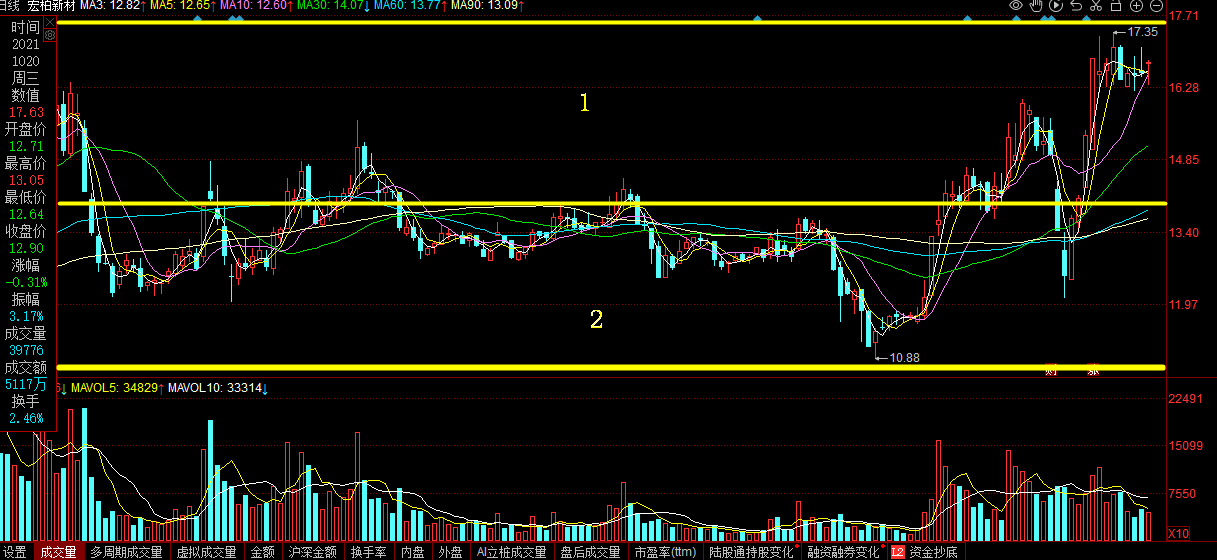 日线 宏柏新材 MA3: 12.82↑ MA5: 12.65↑ MA10: 12.60↑ MA30: 14.07↓ MA60: 13.77↑ MA90: 13.09↑
时间
2021
1020
周三
数值
17.63
开盘价
12.71
最高价
13.05
最低价
12.64
收盘价
12.90
涨幅
-0.31%
振幅
3.17%
成交量
39776
成交额
5117万
换手
2.46%
17.71
17.35
16.28
1
14.85
13.40
11.97
2
10.88
财
涨
↓ MAVOL5: 34829↑ MAVOL10: 33314↓
22491
15099
7550
X10
设置 成交量 多周期成交量 虚拟成交量 金额 沪深金额 换手率 内盘 外盘 AI立桩成交量 盘后成交量 市盈率(ttm) 陆股通持股变化 融资融券变化 L2 资金抄底